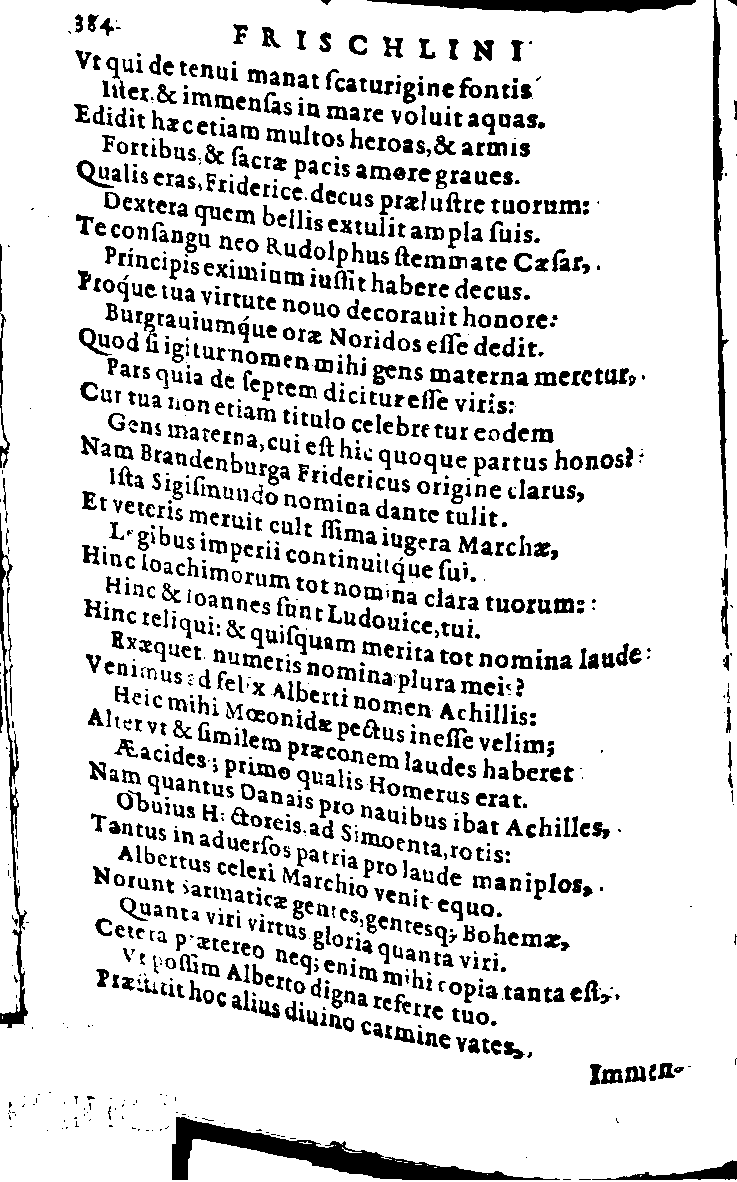 384
FRISCHLINI
Vt qui de tenui manat ſcaturigine fontis
Iſter, & immenſas in mare voluit aquas.
Edidit hæc etiam multos heroas, & armis
Fortibus, & ſacræ pacis amore graues.
Qualis eras, Friderice, decus præluſtre tuorum:
Dextera quem bellis extulit ampla ſuis.
Te conſanguineo Rudolphus ſtemmate Cæſar,
Principis eximium iuſſit habere decus.
Proq́ue tua virtute nouo decorauit honore:
Burgrauiumq́ue oræ Noridos eſſe dedit.
Quod ſi igitur nomen mihi gens materna meretur,
Pars quia de ſeptem dicitur eſſe viris:
Cur tua non etiam titulo celebretur eodem
Gens materna, cui eſt hic quoque partus honos?
Nam Brandenburga Fridericus origine clarus,
Iſta Sigiſmundo nomina dante tulit.
Et veteris meruit cultiſſima iugera Marchæ,
Legibus imperii continuitque ſui.
Hinc Ioachimorum tot nomina clara tuorum:
Hinc & Ioannes ſunt Ludouice, tui.
Hinc reliqui: & quiſquam merita tot nomina laude
Exæquet numeris nomina plura meis?
Venimus ad felix Alberti nomen Achillis:
Heic mihi Mœonidæ pectus ineſſe velim;
Alter vt & ſimilem præconem laudes haberet
Æacides; primo qualis Homerus erat.
Nam quantus Danais pro nauibus ibat Achilles,
Obuius Hectoreis, ad Simoenta, rotis:
Tantus in aduerſos patria pro laude maniplos,
Albertus celeri Marchio venit equo.
Norunt Sarmaticæ gentes, gentesq; Bohemæ,
Quanta viri virtus gloria quanta viri.
Cetera prætereo neq; enim mihi copia tanta eſt,
Vt poſſim Alberto digna referre tuo.
Præſtitit hoc alius diuino carmine vates,
Immen-